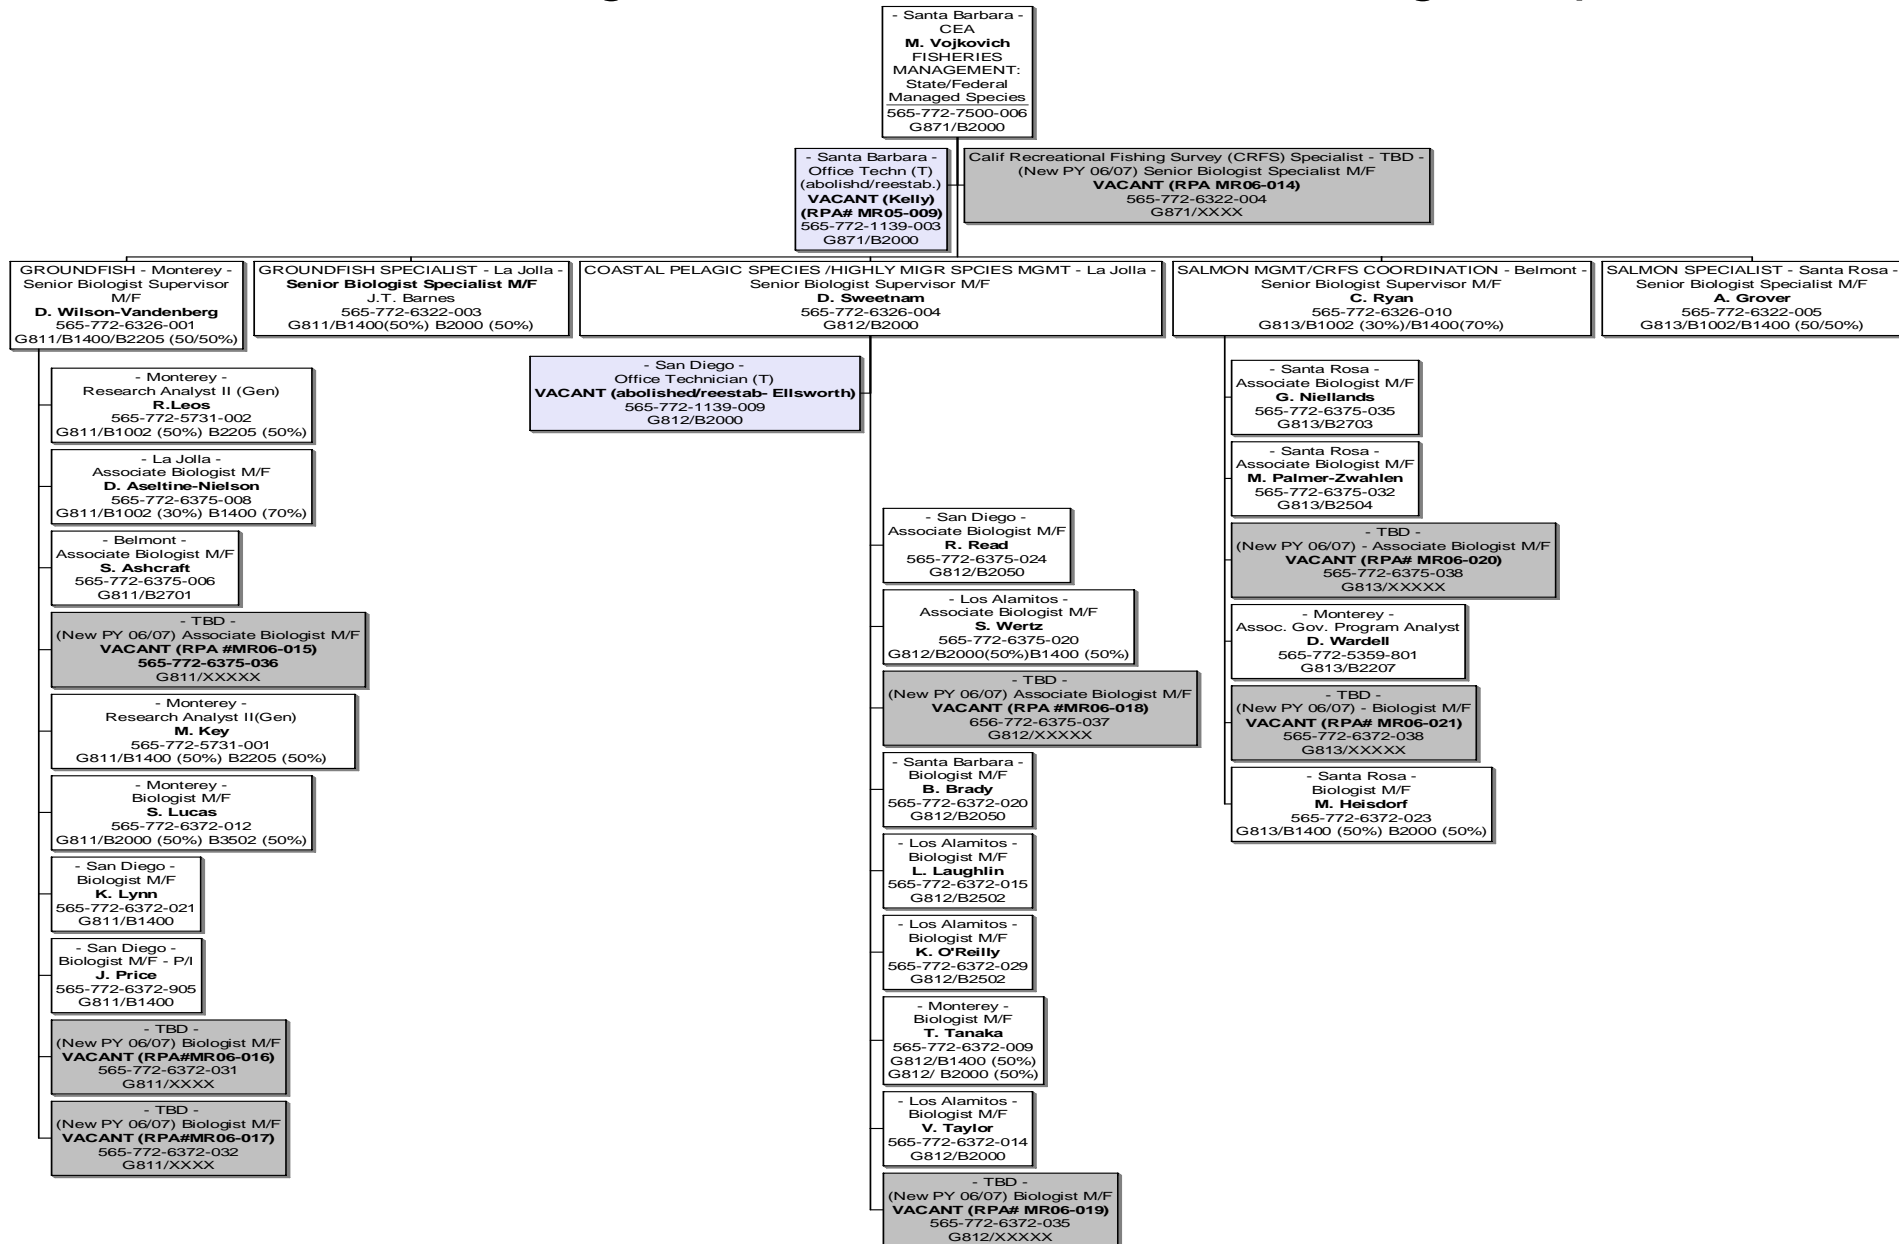 - Santa Barbara -
CEA
M. Vojkovich
FISHERIES
MANAGEMENT:
State/Federal
Managed Species
565-772-7500-006
G871/B2000
- Santa Barbara -
Office Techn (T)
(abolishd/reestab.)
VACANT (Kelly)
(RPA# MR05-009)
565-772-1139-003
G871/B2000
Calif Recreational Fishing Survey (CRFS) Specialist - TBD -
(New PY 06/07) Senior Biologist Specialist M/F
VACANT (RPA MR06-014)
565-772-6322-004
G871/XXXX
GROUNDFISH - Monterey -
Senior Biologist Supervisor
M/F
D. Wilson-Vandenberg
565-772-6326-001
G811/B1400/B2205 (50/50%)
GROUNDFISH SPECIALIST - La Jolla -
Senior Biologist Specialist M/F
J.T. Barnes
565-772-6322-003
G811/B1400(50%) B2000 (50%)
COASTAL PELAGIC SPECIES /HIGHLY MIGR SPCIES MGMT - La Jolla -
Senior Biologist Supervisor M/F
D. Sweetnam
565-772-6326-004
G812/B2000
SALMON MGMT/CRFS COORDINATION - Belmont -
Senior Biologist Supervisor M/F
C. Ryan
565-772-6326-010
G813/B1002 (30%)/B1400(70%)
SALMON SPECIALIST - Santa Rosa -
Senior Biologist Specialist M/F
A. Grover
565-772-6322-005
G813/B1002/B1400 (50/50%)
- Monterey -
Research Analyst II (Gen)
R.Leos
565-772-5731-002
G811/B1002 (50%) B2205 (50%)
- La Jolla -
Associate Biologist M/F
D. Aseltine-Nielson
565-772-6375-008
G811/B1002 (30%) B1400 (70%)
- Belmont -
Associate Biologist M/F
S. Ashcraft
565-772-6375-006
G811/B2701
- TBD -
(New PY 06/07) Associate Biologist M/F
VACANT (RPA #MR06-015)
565-772-6375-036
G811/XXXXX
- Monterey -
Research Analyst II(Gen)
M. Key
565-772-5731-001
G811/B1400 (50%) B2205 (50%)
- Monterey -
Biologist M/F
S. Lucas
565-772-6372-012
G811/B2000 (50%) B3502 (50%)
- San Diego -
Biologist M/F
K. Lynn
565-772-6372-021
G811/B1400
- San Diego -
Biologist M/F - P/I
J. Price
565-772-6372-905
G811/B1400
- TBD -
(New PY 06/07) Biologist M/F
VACANT (RPA#MR06-016)
565-772-6372-031
G811/XXXX
- TBD -
(New PY 06/07) Biologist M/F
VACANT (RPA#MR06-017)
565-772-6372-032
G811/XXXX
- San Diego -
Office Technician (T)
VACANT (abolished/reestab- Ellsworth)
565-772-1139-009
G812/B2000
- San Diego -
Associate Biologist M/F
R. Read
565-772-6375-024
G812/B2050
- Los Alamitos -
Associate Biologist M/F
S. Wertz
565-772-6375-020
G812/B2000(50%)B1400 (50%)
- TBD -
(New PY 06/07) Associate Biologist M/F
VACANT (RPA #MR06-018)
656-772-6375-037
G812/XXXXX
- Santa Barbara -
Biologist M/F
B. Brady
565-772-6372-020
G812/B2050
- Los Alamitos -
Biologist M/F
L. Laughlin
565-772-6372-015
G812/B2502
- Los Alamitos -
Biologist M/F
K. O'Reilly
565-772-6372-029
G812/B2502
- Monterey -
Biologist M/F
T. Tanaka
565-772-6372-009
G812/B1400 (50%)
G812/ B2000 (50%)
- Los Alamitos -
Biologist M/F
V. Taylor
565-772-6372-014
G812/B2000
- TBD -
(New PY 06/07) Biologist M/F
VACANT (RPA# MR06-019)
565-772-6372-035
G812/XXXXX
- Santa Rosa -
Associate Biologist M/F
G. Niellands
565-772-6375-035
G813/B2703
- Santa Rosa -
Associate Biologist M/F
M. Palmer-Zwahlen
565-772-6375-032
G813/B2504
- TBD -
(New PY 06/07) - Associate Biologist M/F
VACANT (RPA# MR06-020)
565-772-6375-038
G813/XXXXX
- Monterey -
Assoc. Gov. Program Analyst
D. Wardell
565-772-5359-801
G813/B2207
- TBD -
(New PY 06/07) - Biologist M/F
VACANT (RPA# MR06-021)
565-772-6372-038
G813/XXXXX
- Santa Rosa -
Biologist M/F
M. Heisdorf
565-772-6372-023
G813/B1400 (50%) B2000 (50%)